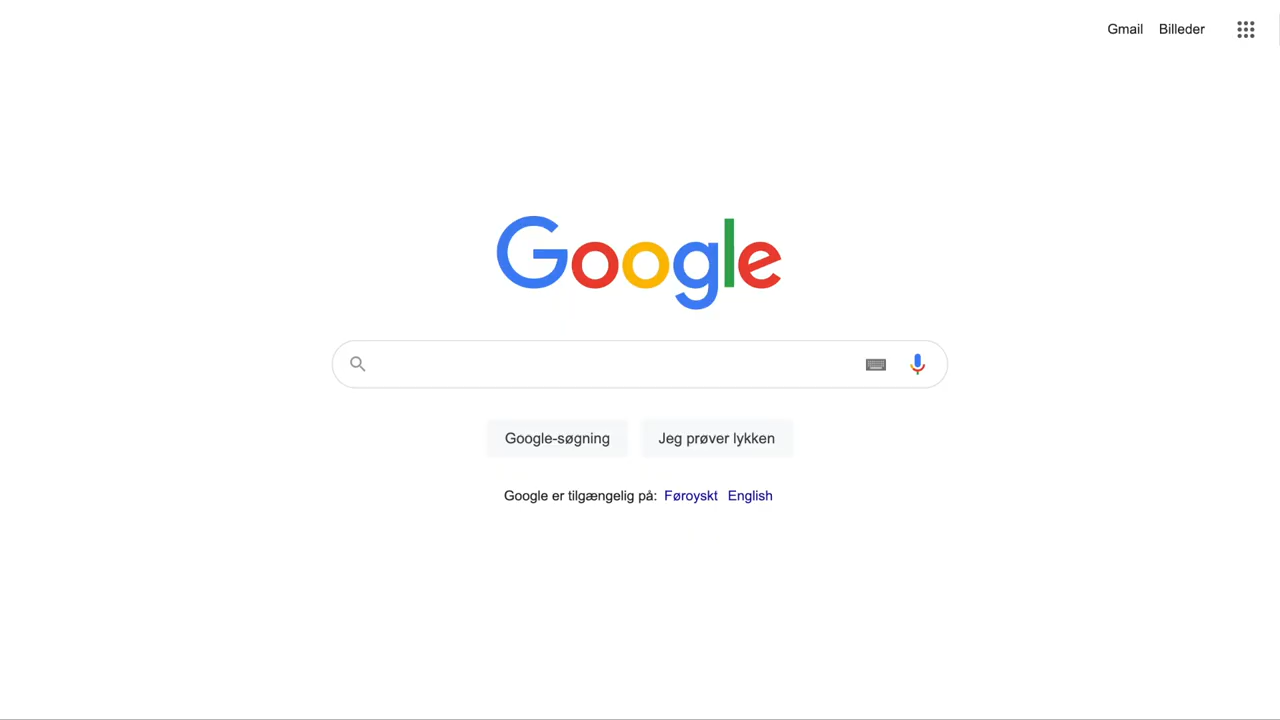 Gmail Billeder
Google
Google-søgning Jeg prøver lykken
Google er tilgængelig på: Føroyskt English